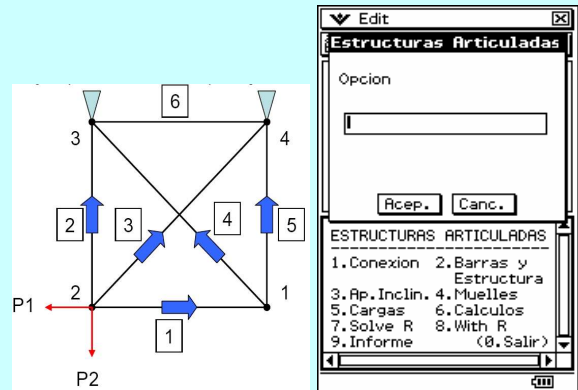 6
3
4
2
3
4
5
P1
2
1
1
P2
Edit
Estructuras Articuladas
Opcion
Acep.
Canc.
ESTRUCTURAS ARTICULADAS
1.Conexion 2.Barras y
Estructura
3.Ap.Inclin. 4.Muelles
5.Cargas 6.Calculos
7.Solve R 8.With R
9.Informe (0.Salir)